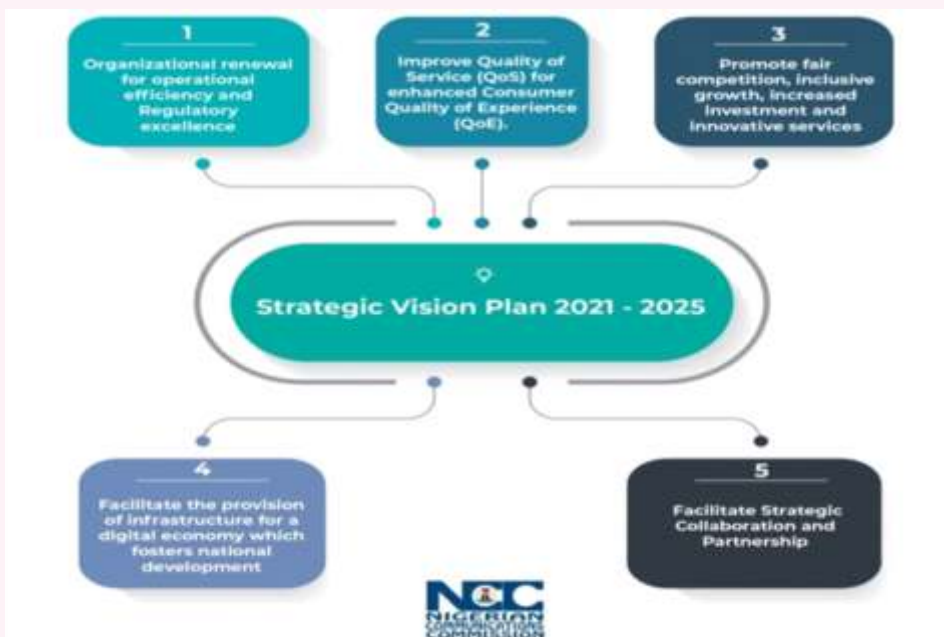 1
Organizational renewal
for operational
efficiency and
Regulatory
excellence
2
Improve Quality of
Service (QoS) for
enhanced Consumer
Quality of Experience
(QoE).
3
Promote fair
competition, inclusive
growth, increased
investment and
innovative services
Strategic Vision Plan 2021 - 2025
4
Facilitate the provision
of infrastructure for a
digital economy which
fosters national
development
5
Facilitate Strategic
Collaboration and
Partnership
NCC
NIGERIAN
COMMUNICATIONS
COMMISSION